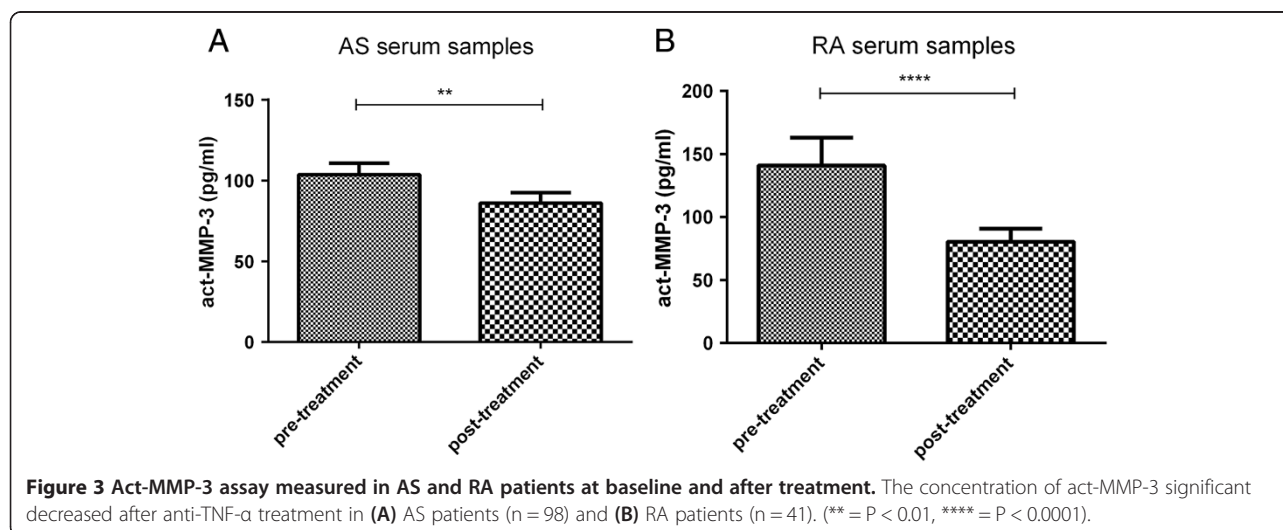 A
AS serum samples
**
act-MMP-3 (pg/ml)
150
100
50
0
pre-treatment
post-treatment
B
RA serum samples
****
act-MMP-3 (pg/ml)
200
150
100
50
0
pre-treatment
post-treatment
Figure 3 Act-MMP-3 assay measured in AS and RA patients at baseline and after treatment. The concentration of act-MMP-3 significant
decreased after anti-TNF-α treatment in (A) AS patients (n = 98) and (B) RA patients (n = 41). (** = P < 0.01, **** = P < 0.0001).